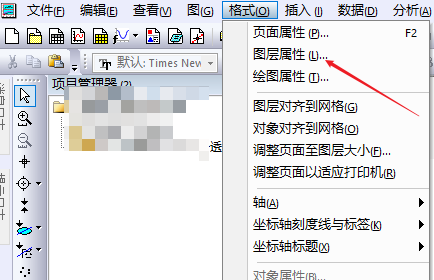 文件(F) 编辑(E) 查看(V) 图(G) 格式(O) 插入(I) 数据(D) 分析(A)
默认: Times New
项目管理器 (2)
透
页面属性 (P)... F2
图层属性 (L)...
绘图属性 (T)...
图层对齐到网格(G)
对象对齐到网格(O)
调整页面至图层大小(F)...
调整页面以适应打印机(R)
轴(A)
坐标轴刻度线与标签(K)
坐标轴标题(X)
对象属性(B)...